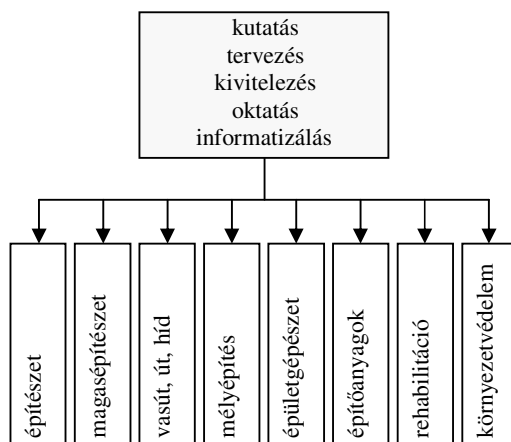 kutatás
tervezés
kivitelezés
oktatás
informatizálás
építészet
magasépítészet
vasút, út, híd
mélyépítés
épületgépészet
építőanyagok
rehabilitáció
környezetvédelem